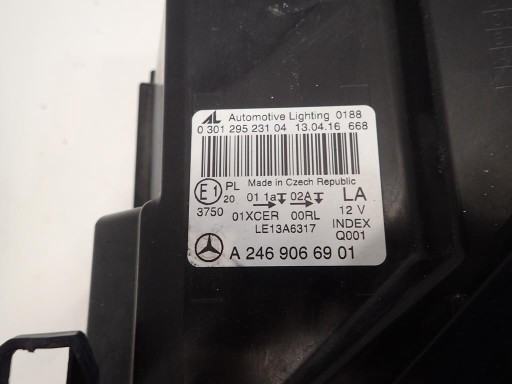 AL Automotive Lighting 0188
0 301 295 231 04 13.04.16 668
Made in Czech Republic
E1 PL 01 1a 02A LA
20
3750 01XCER 00RL 12 V
LE13A6317 INDEX
Q001
A 246 906 69 01